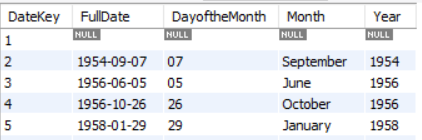 DateKey FullDate DayoftheMonth Month Year
1 NULL NULL NULL NULL
2 1954-09-07 07 September 1954
3 1956-06-05 05 June 1956
4 1956-10-26 26 October 1956
5 1958-01-29 29 January 1958